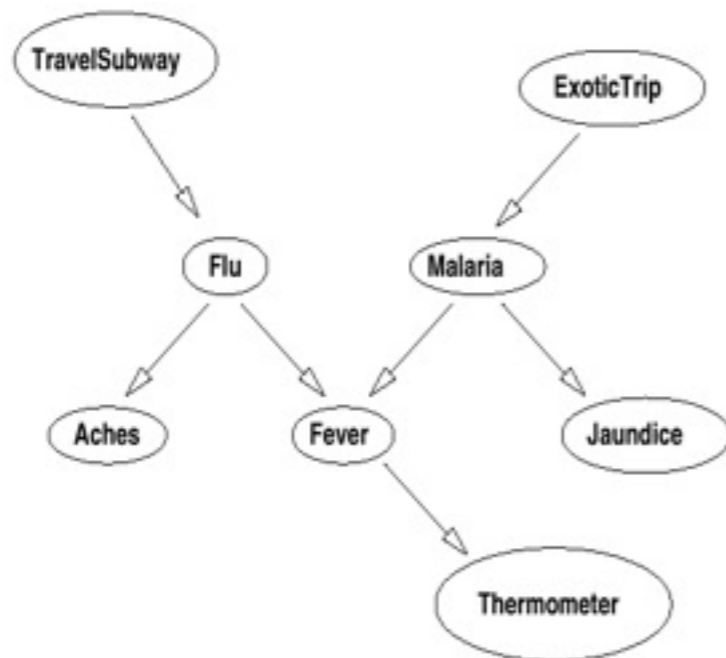 TravelSubway
ExoticTrip
Flu
Malaria
Aches
Fever
Jaundice
Thermometer